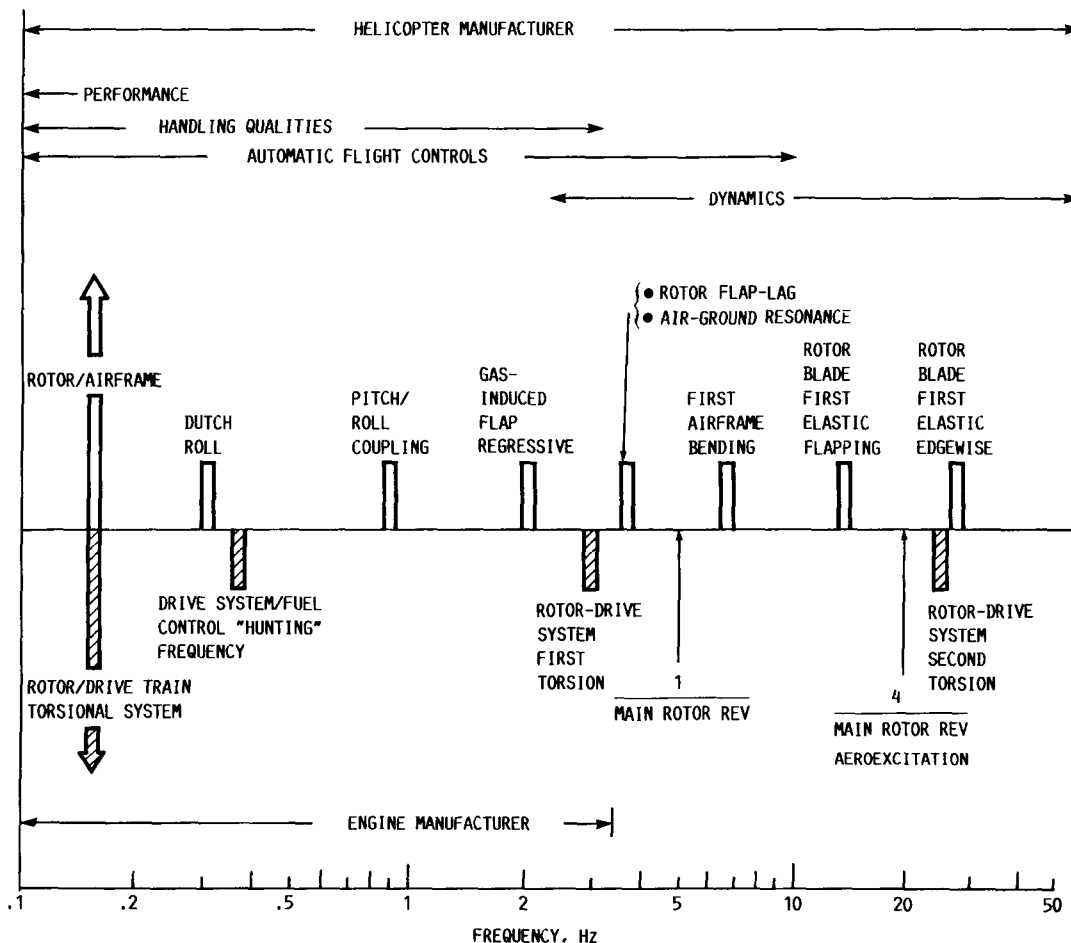 HELICOPTER MANUFACTURER
PERFORMANCE
HANDLING QUALITIES
AUTOMATIC FLIGHT CONTROLS
DYNAMICS
● ROTOR FLAP-LAG
● AIR-GROUND RESONANCE
ROTOR/AIRFRAME
DUTCH
ROLL
PITCH/
ROLL
COUPLING
GAS-
INDUCED
FLAP
REGRESSIVE
FIRST
AIRFRAME
BENDING
ROTOR
BLADE
FIRST
ELASTIC
FLAPPING
ROTOR
BLADE
FIRST
ELASTIC
EDGEWISE
DRIVE SYSTEM/FUEL
CONTROL "HUNTING"
FREQUENCY
ROTOR-DRIVE
SYSTEM
FIRST
TORSION
1
MAIN ROTOR REV
4
MAIN ROTOR REV
AEROEXCITATION
ROTOR-DRIVE
SYSTEM
SECOND
TORSION
ROTOR/DRIVE TRAIN
TORSIONAL SYSTEM
ENGINE MANUFACTURER
.1 .2 .5 1 2 5 10 20 50
FREQUENCY, Hz